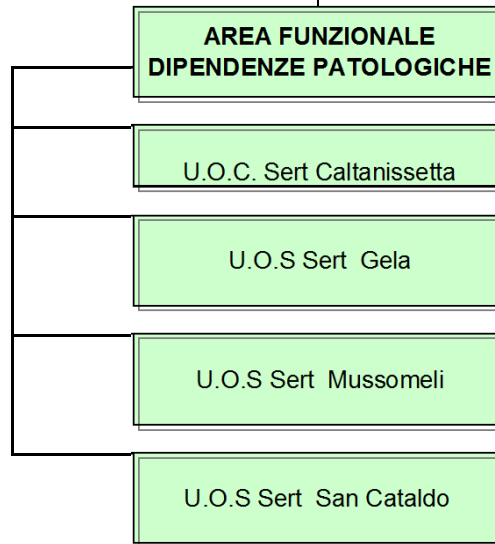 AREA FUNZIONALE
DIPENDENZE PATOLOGICHE
U.O.C. Sert Caltanissetta
U.O.S Sert Gela
U.O.S Sert Mussomeli
U.O.S Sert San Cataldo